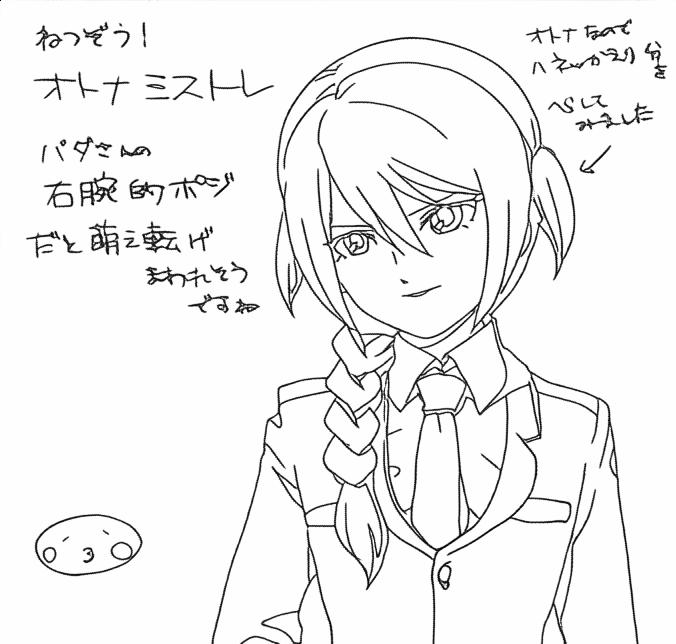 ねつぞう!
オトナ ミストレ
パダさんの
右腕的ポジ
だと萌え転げ
まわれそう
ですね
オトナなので
ハネっかえり分を
へらして
みました